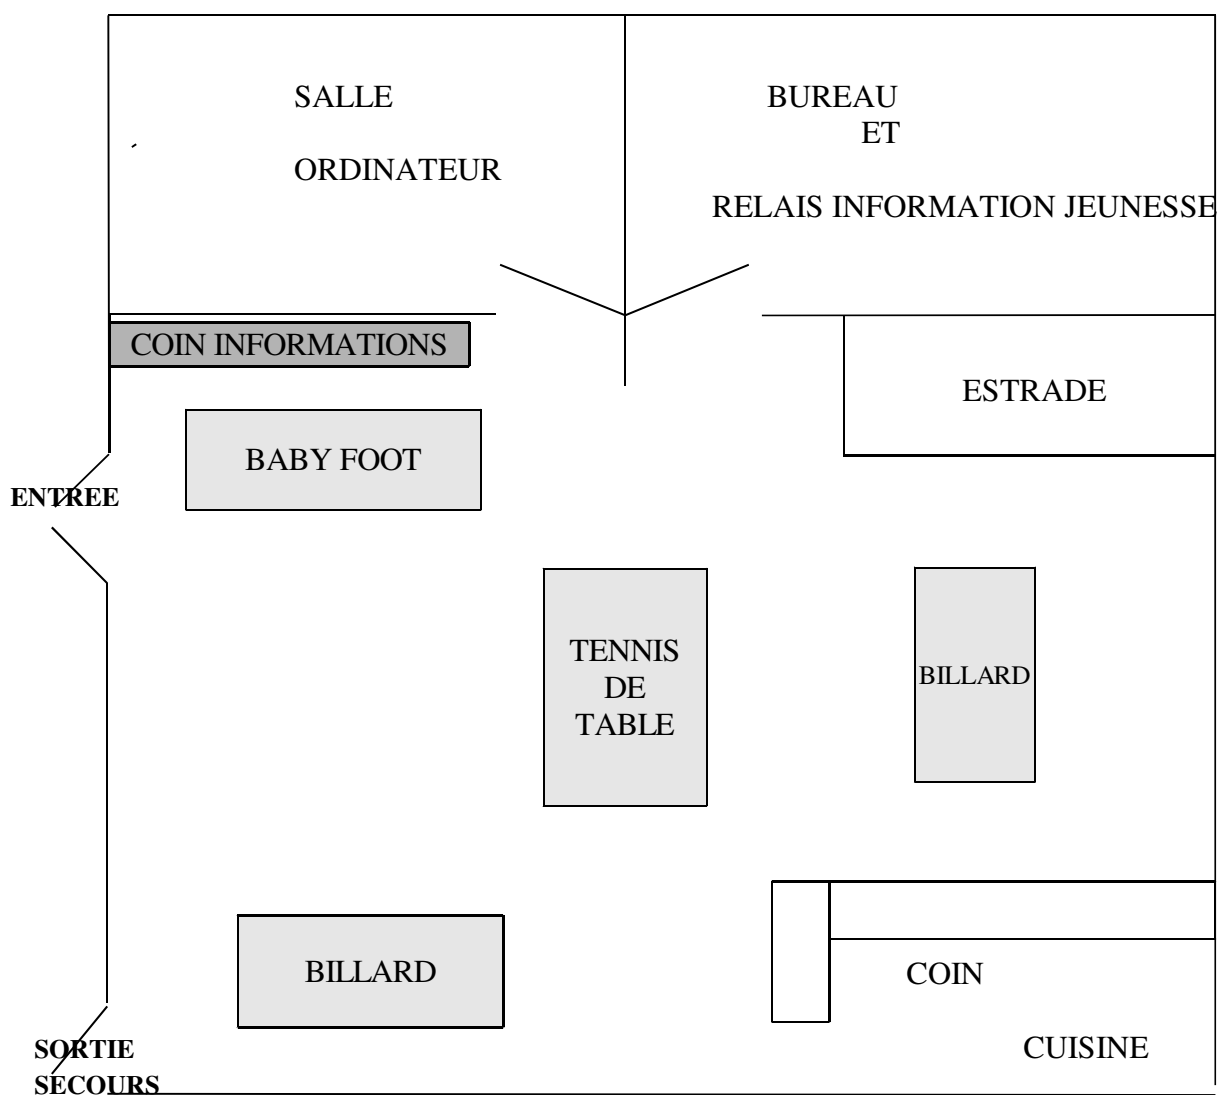 SALLE
ORDINATEUR
BUREAU
ET
RELAIS INFORMATION JEUNESSE
COIN INFORMATIONS
ESTRADE
BABY FOOT
ENTREE
TENNIS
DE
TABLE
BILLARD
BILLARD
COIN
CUISINE
SORTIE
SECOURS